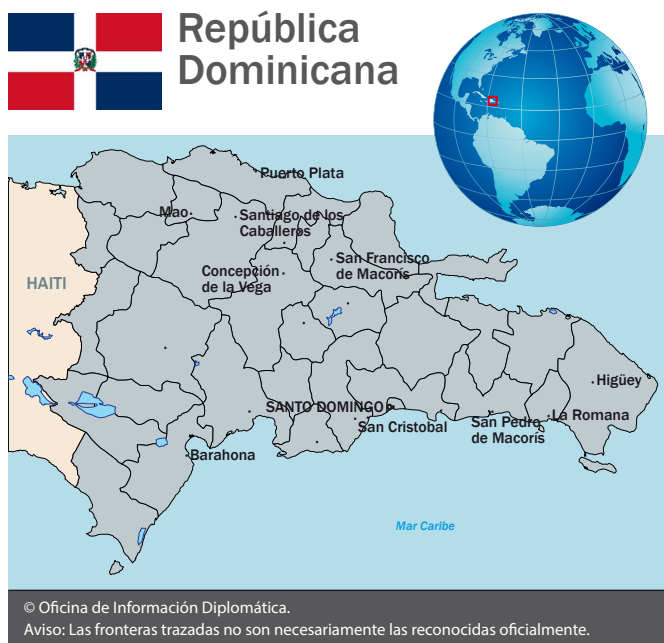 República
Dominicana
Puerto Plata
Mao
Santiago de los
Caballeros
San Francisco
de Macorís
Concepción
de la Vega
HAITI
Higüey
SANTO DOMINGO
San Cristobal
San Pedro
de Macorís
La Romana
Barahona
Mar Caribe
© Oficina de Información Diplomática.
Aviso: Las fronteras trazadas no son necesariamente las reconocidas oficialmente.